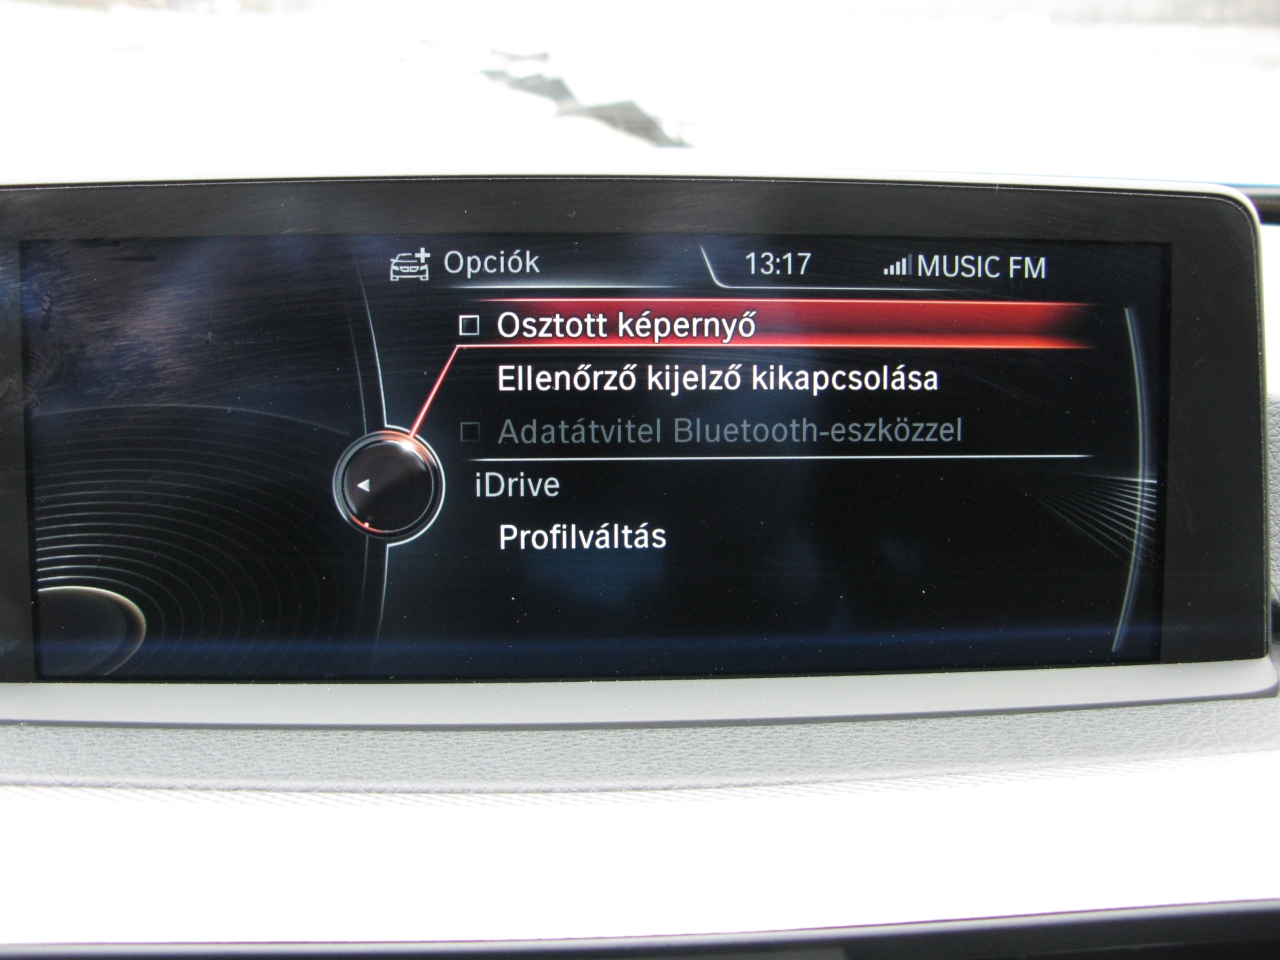 Opciók 13:17 MUSIC FM
Osztott képernyő
Ellenőrző kijelző kikapcsolása
Adatátvitel Bluetooth-eszközzel
iDrive
Profilváltás